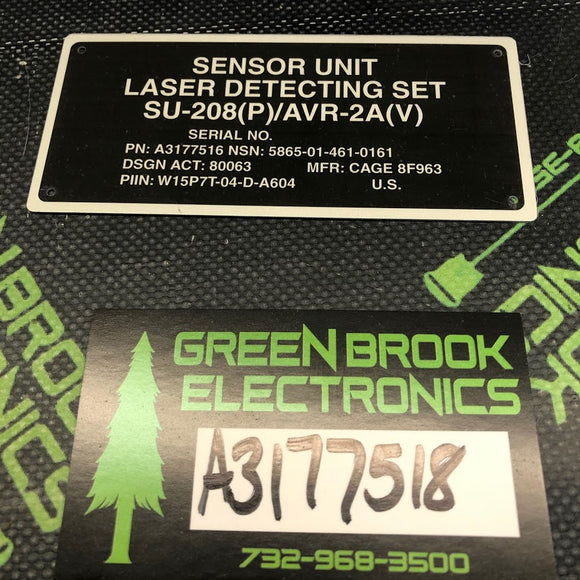 SENSOR UNIT
LASER DETECTING SET
SU-208(P)/AVR-2A(V)
SERIAL NO.
PN: A3177516 NSN: 5865-01-461-0161
DSGN ACT: 80063 MFR: CAGE 8F963
PIIN: W15P7T-04-D-A604 U.S.
GREEN BROOK
ELECTRONICS
A3177518
732-968-3500